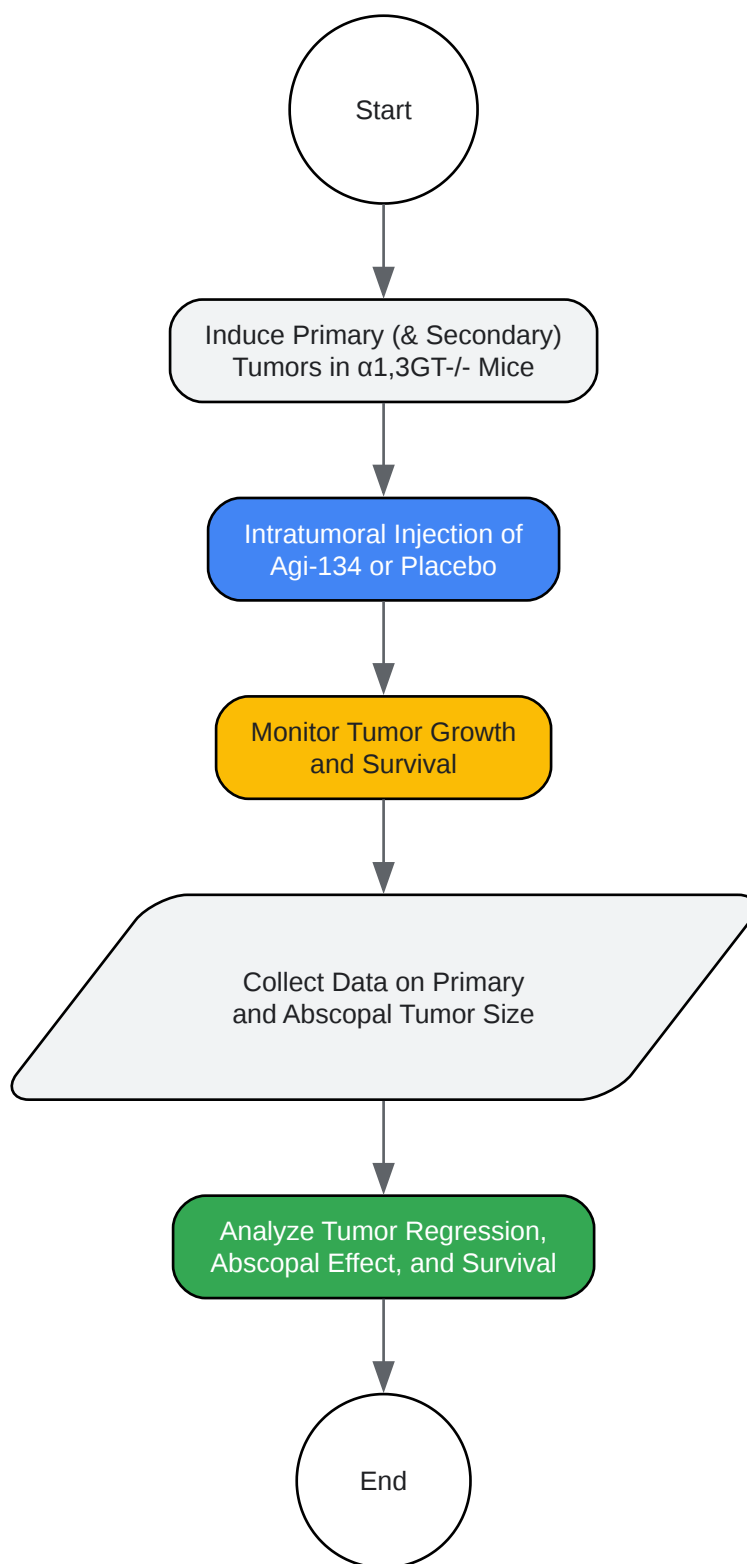 Start
Induce Primary (& Secondary)
Tumors in α1,3GT-/- Mice
Intratumoral Injection of
Agi-134 or Placebo
Monitor Tumor Growth
and Survival
Collect Data on Primary
and Abscopal Tumor Size
Analyze Tumor Regression,
Abscopal Effect, and Survival
End